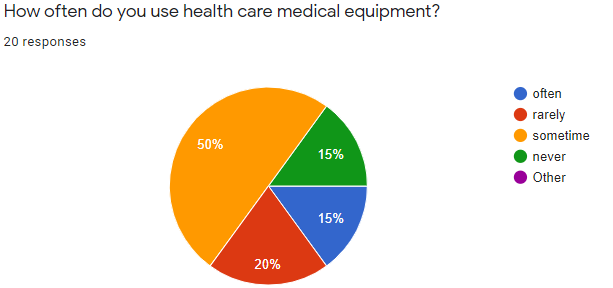 How often do you use health care medical equipment?
20 responses
50%
15%
15%
20%
often
rarely
sometime
never
Other